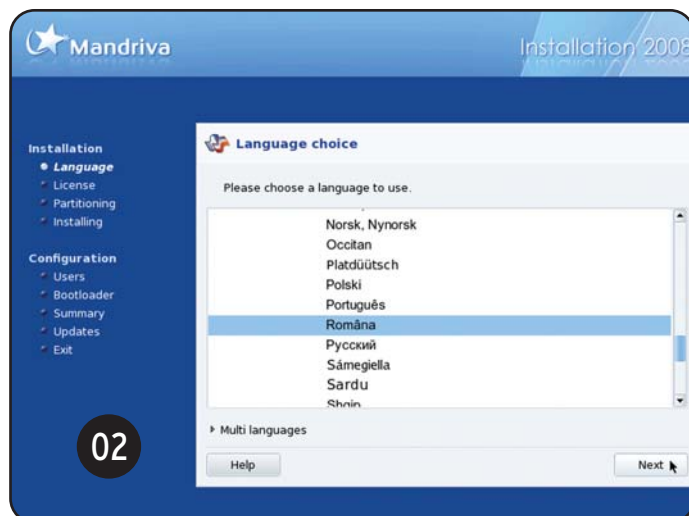 Mandriva
Installation 2008
Installation
Language
License
Partitioning
Installing
Configuration
Users
Bootloader
Summary
Updates
Exit
Language choice
Please choose a language to use.
Norsk, Nynorsk
Occitan
Platdüütsch
Polski
Português
Româna
Русский
Sámegiella
Sardu
Shqip
Multi languages
Help
Next
02